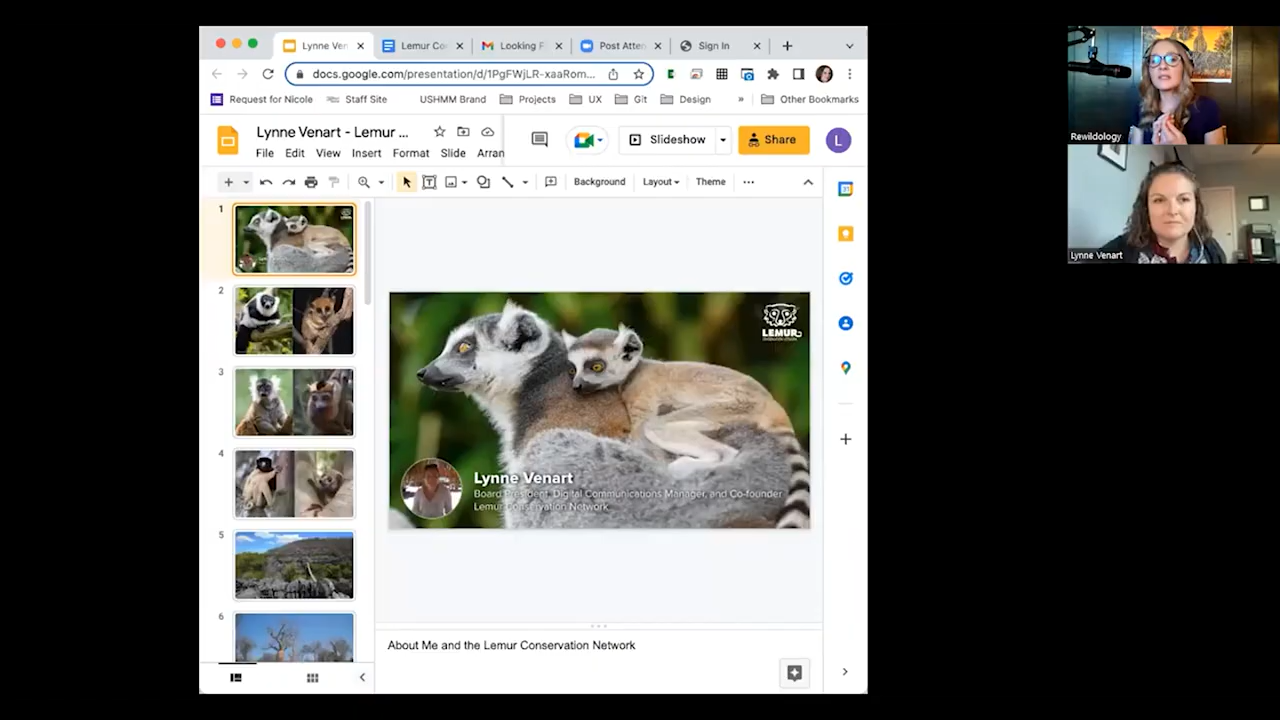 Lynne Ven
Lemur Co
Looking F
Post Atten
Sign In
docs.google.com/presentation/d/1PgFWjLR-xaaRom...
Request for Nicole
Staff Site
USHMM Brand
Projects
UX
Git
Design
»
Other Bookmarks
Lynne Venart - Lemur ...
Slideshow
Share
L
File Edit View Insert Format Slide Arran
Background
Layout
Theme
1
2
3
4
5
6
LEMUR
Lynne Venart
Board President, Digital Communications Manager, and Co-founder
Lemur Conservation Network
About Me and the Lemur Conservation Network
Rewildology
Lynne Venart